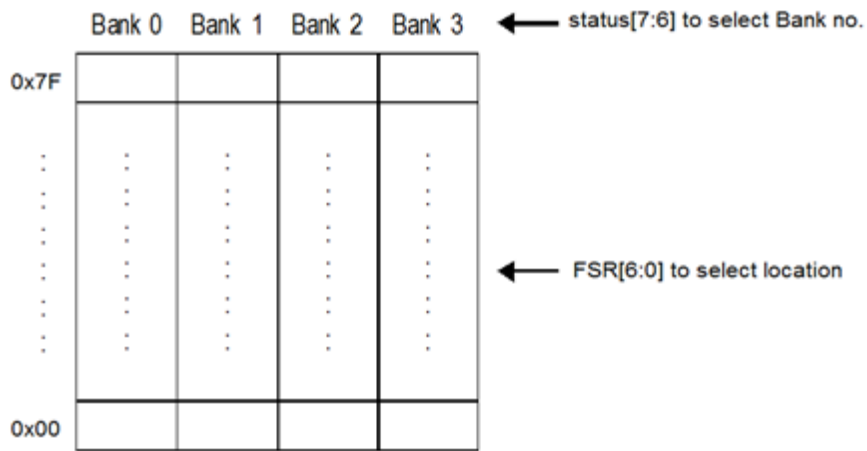 Bank 0 Bank 1 Bank 2 Bank 3 status[7:6] to select Bank no.
0x7F
FSR[6:0] to select location
0x00